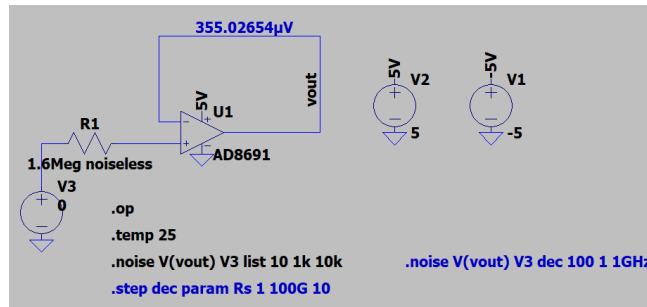 355.02654µV
vout
5V
U1
AD8691
R1
1.6Meg noiseless
V3
0
5V
V2
5
-5V
V1
-5
.op
.temp 25
.noise V(vout) V3 list 10 1k 10k
.noise V(vout) V3 dec 100 1 1GHz
.step dec param Rs 1 100G 10